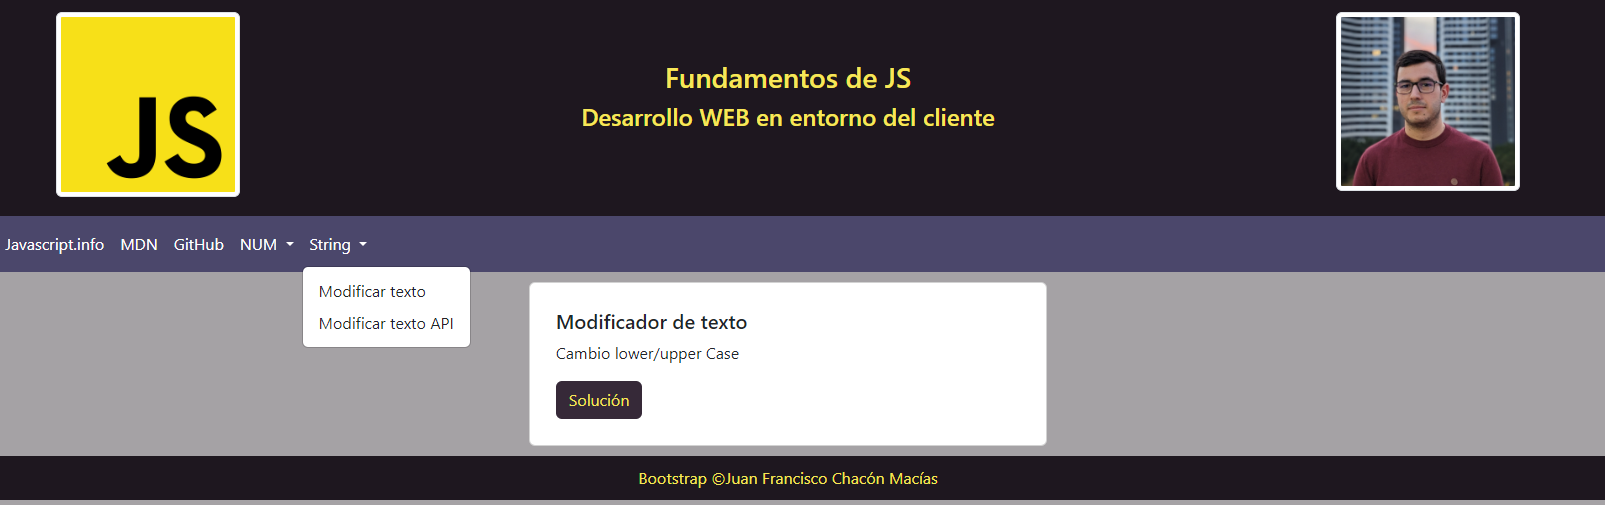 JS
Fundamentos de JS
Desarrollo WEB en entorno del cliente
Javascript.info MDN GitHub NUM String
Modificar texto
Modificar texto API
Modificador de texto
Cambio lower/upper Case
Solución
Bootstrap ©Juan Francisco Chacón Macías